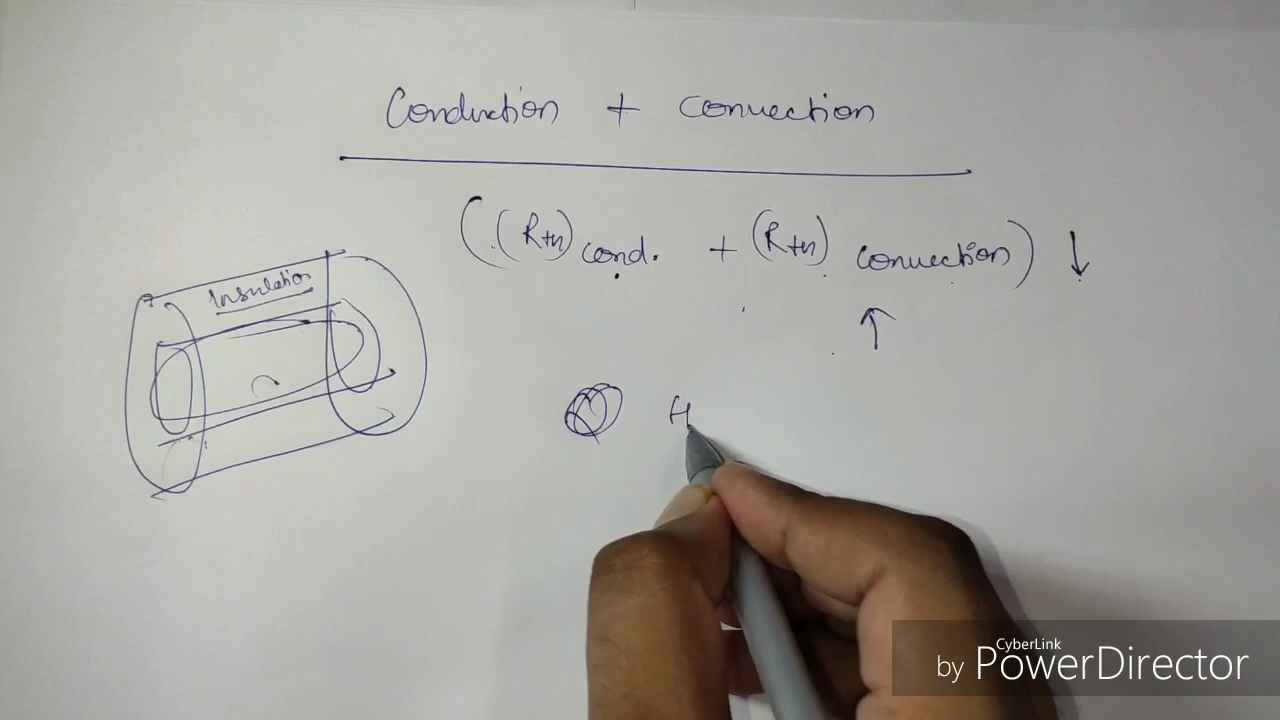 Conduction + Convection
((Rth) cond. + (Rth) convection) ↓
↑
Insulation
H
CyberLink
by PowerDirector